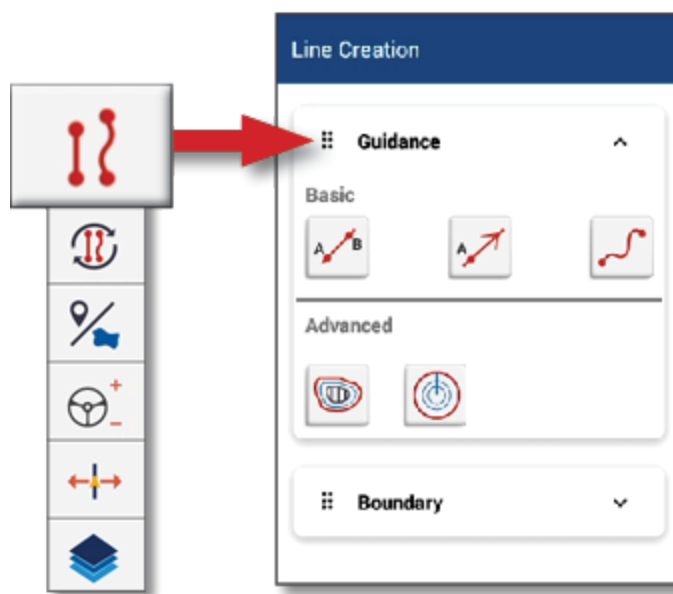 Line Creation
Guidance
Basic
A B
A
Advanced
Boundary